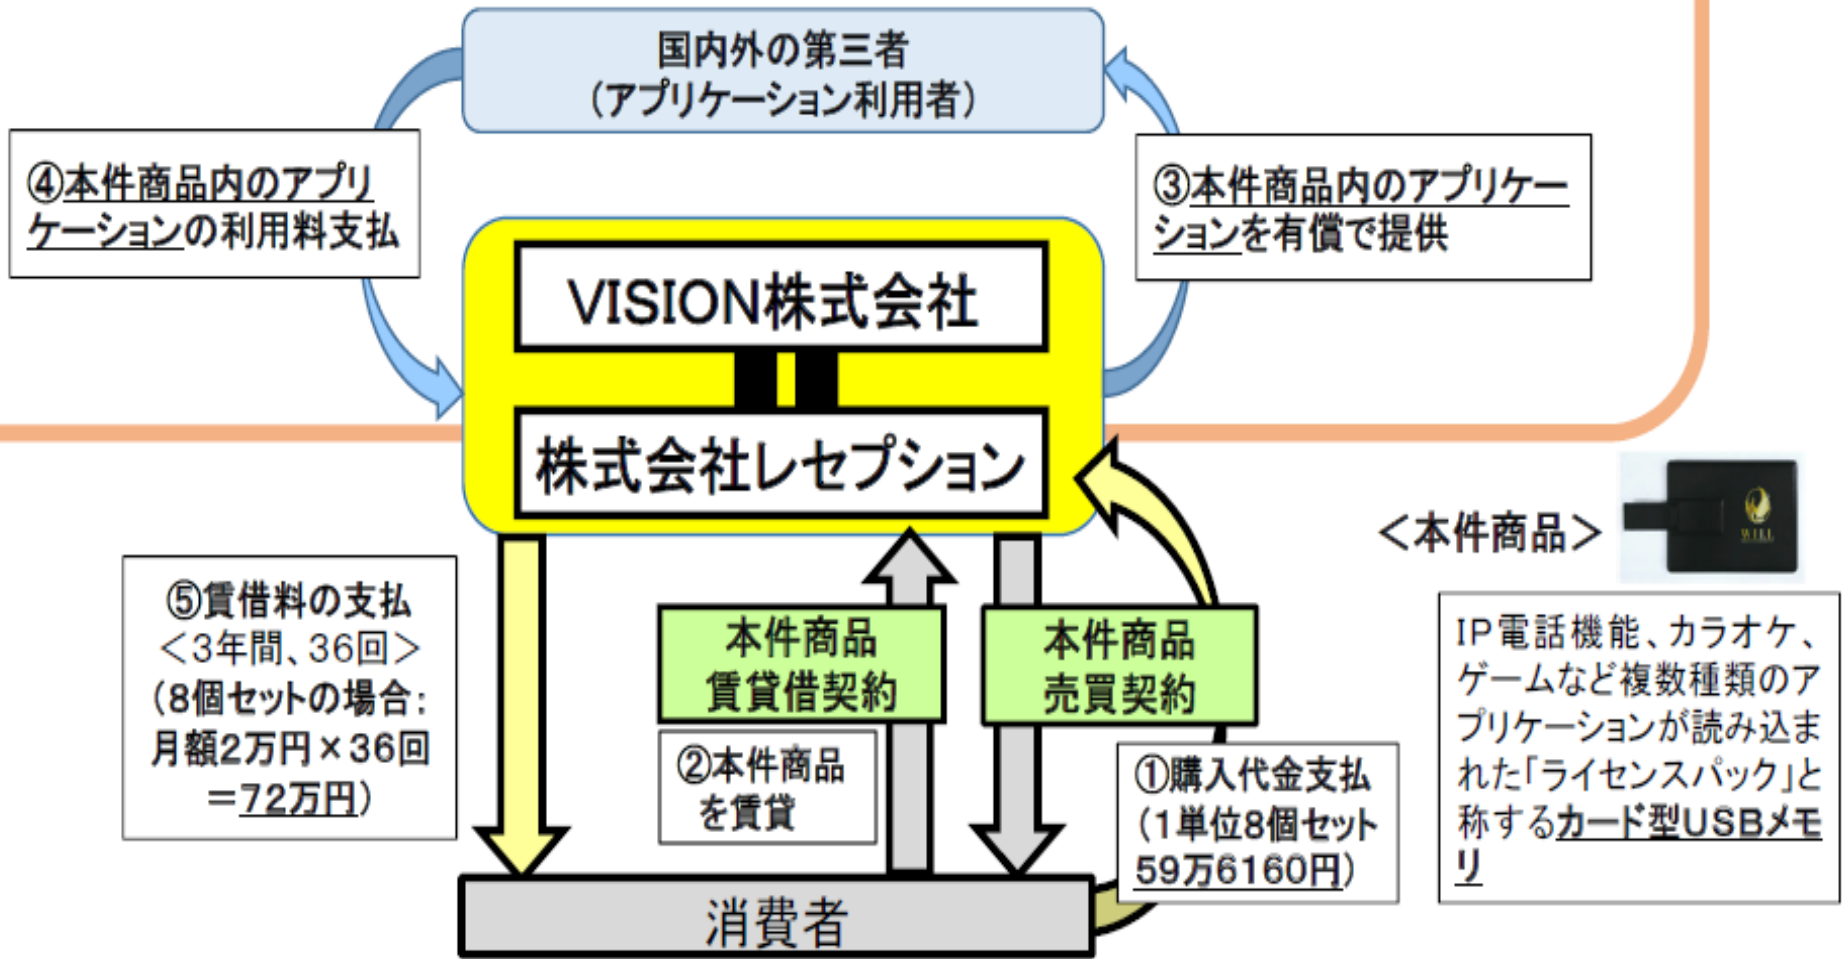 国内外の第三者
(アプリケーション利用者)
④本件商品内のアプリ
ケーションの利用料支払
③本件商品内のアプリケー
ションを有償で提供
VISION株式会社
株式会社レセプション
<本件商品>
WILL
⑤賃借料の支払
<3年間、36回>
(8個セットの場合:
月額2万円×36回
=72万円)
本件商品
賃貸借契約
本件商品
売買契約
②本件商品
を賃貸
①購入代金支払
(1単位8個セット
59万6160円)
IP電話機能、カラオケ、
ゲームなど複数種類のア
プリケーションが読み込ま
れた「ライセンスパック」と
称するカード型USBメモ
リ
消費者